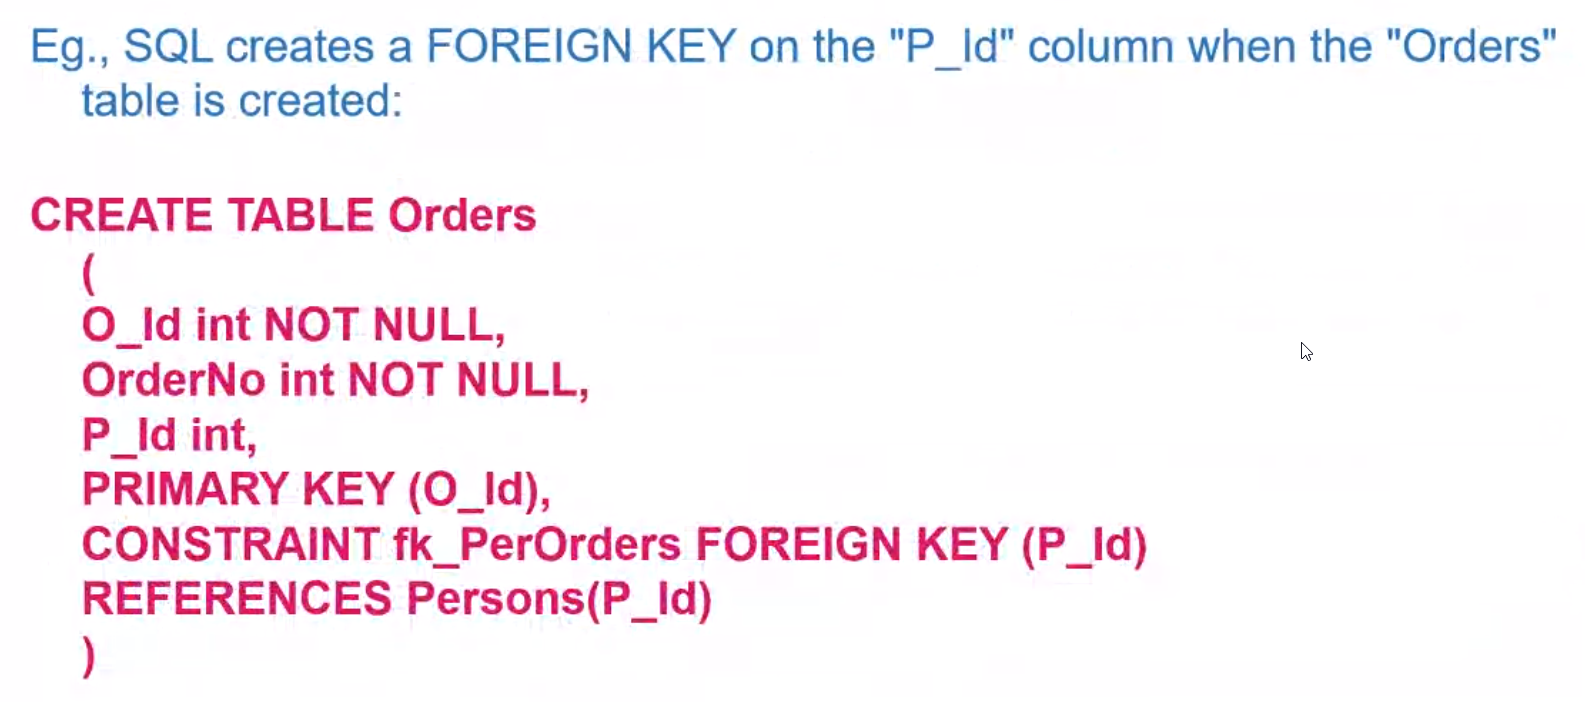 Eg., SQL creates a FOREIGN KEY on the "P_Id" column when the "Orders"
table is created:
CREATE TABLE Orders
(
O_Id int NOT NULL,
OrderNo int NOT NULL,
P_Id int,
PRIMARY KEY (O_Id),
CONSTRAINT fk_PerOrders FOREIGN KEY (P_Id)
REFERENCES Persons(P_Id)
)